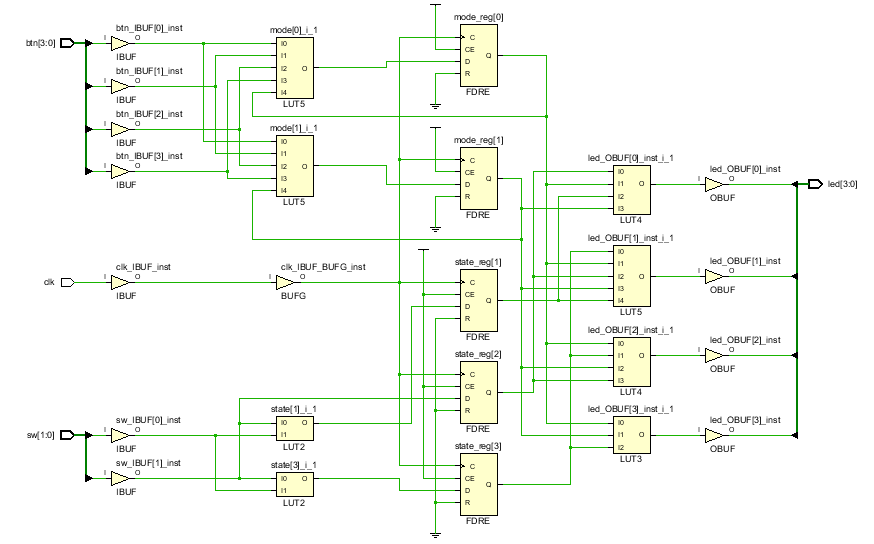 btn[3:0]
btn_IBUF[0]_inst
I O
IBUF
btn_IBUF[1]_inst
I O
IBUF
btn_IBUF[2]_inst
I O
IBUF
btn_IBUF[3]_inst
I O
IBUF
mode[0]_i_1
I0
I1
I2 O
I3
I4
LUT5
mode[1]_i_1
I0
I1
I2 O
I3
I4
LUT5
mode_reg[0]
C
CE Q
D
R
FDRE
mode_reg[1]
C
CE Q
D
R
FDRE
clk
clk_IBUF_inst
I O
IBUF
clk_IBUF_BUFG_inst
I O
BUFG
state_reg[1]
C
CE Q
D
R
FDRE
state_reg[2]
C
CE Q
D
R
FDRE
sw[1:0]
sw_IBUF[0]_inst
I O
IBUF
sw_IBUF[1]_inst
I O
IBUF
state[1]_i_1
I0 O
I1
LUT2
state[3]_i_1
I0 O
I1
LUT2
state_reg[3]
C
CE Q
D
R
FDRE
led_OBUF[0]_inst_i_1
I0
I1 O
I2
I3
LUT4
led_OBUF[1]_inst_i_1
I0
I1
I2 O
I3
I4
LUT5
led_OBUF[2]_inst_i_1
I0
I1 O
I2
I3
LUT4
led_OBUF[3]_inst_i_1
I0
I1 O
I2
LUT3
led_OBUF[0]_inst
I O
OBUF
led_OBUF[1]_inst
I O
OBUF
led_OBUF[2]_inst
I O
OBUF
led_OBUF[3]_inst
I O
OBUF
led[3:0]